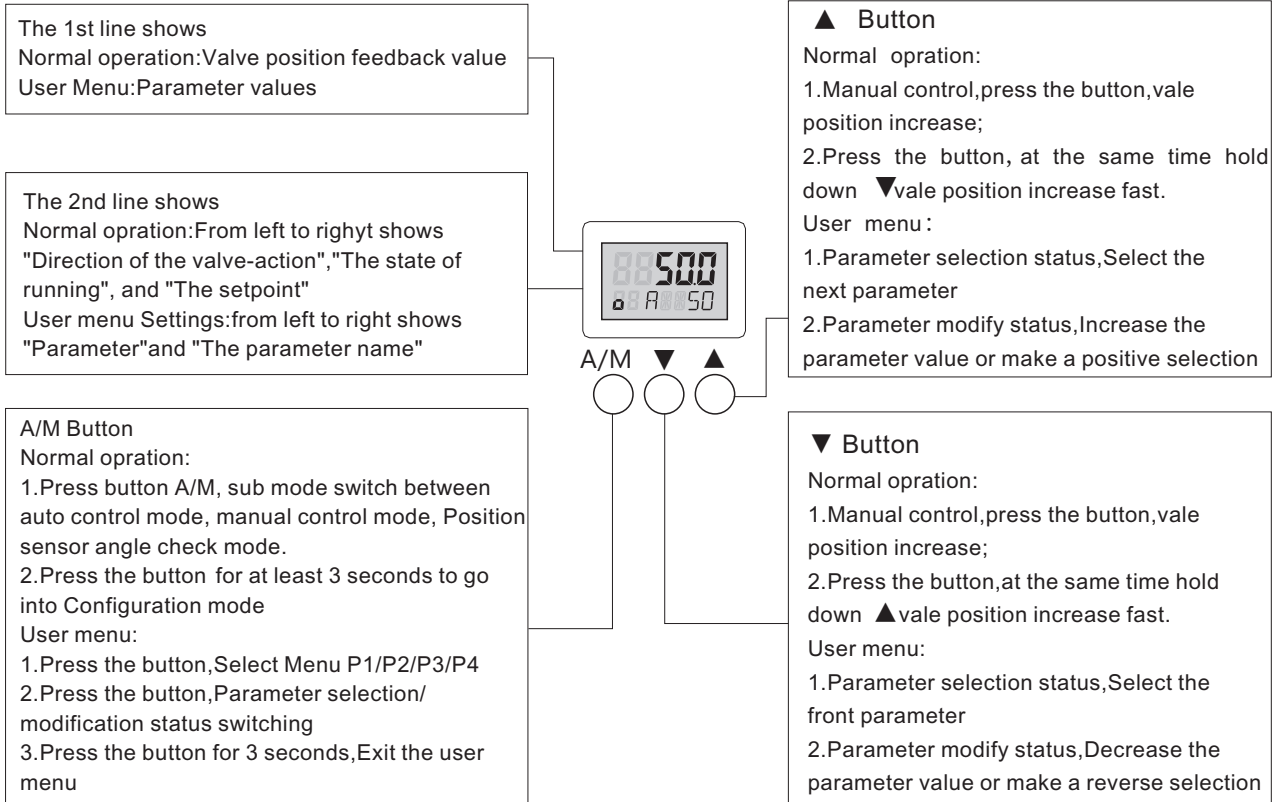 The 1st line shows
Normal operation:Valve position feedback value
User Menu:Parameter values
The 2nd line shows
Normal opration:From left to righyt shows
"Direction of the valve-action","The state of
running", and "The setpoint"
User menu Settings:from left to right shows
"Parameter"and "The parameter name"
A/M Button
Normal opration:
1.Press button A/M, sub mode switch between
auto control mode, manual control mode, Position
sensor angle check mode.
2.Press the button for at least 3 seconds to go
into Configuration mode
User menu:
1.Press the button,Select Menu P1/P2/P3/P4
2.Press the button,Parameter selection/
modification status switching
3.Press the button for 3 seconds,Exit the user
menu
50.0
o A 50
A/M ▼ ▲
▲ Button
Normal opration:
1.Manual control,press the button,vale
position increase;
2.Press the button, at the same time hold
down ▼vale position increase fast.
User menu:
1.Parameter selection status,Select the
next parameter
2.Parameter modify status,Increase the
parameter value or make a positive selection
▼ Button
Normal opration:
1.Manual control,press the button,vale
position increase;
2.Press the button,at the same time hold
down ▲vale position increase fast.
User menu:
1.Parameter selection status,Select the
front parameter
2.Parameter modify status,Decrease the
parameter value or make a reverse selection